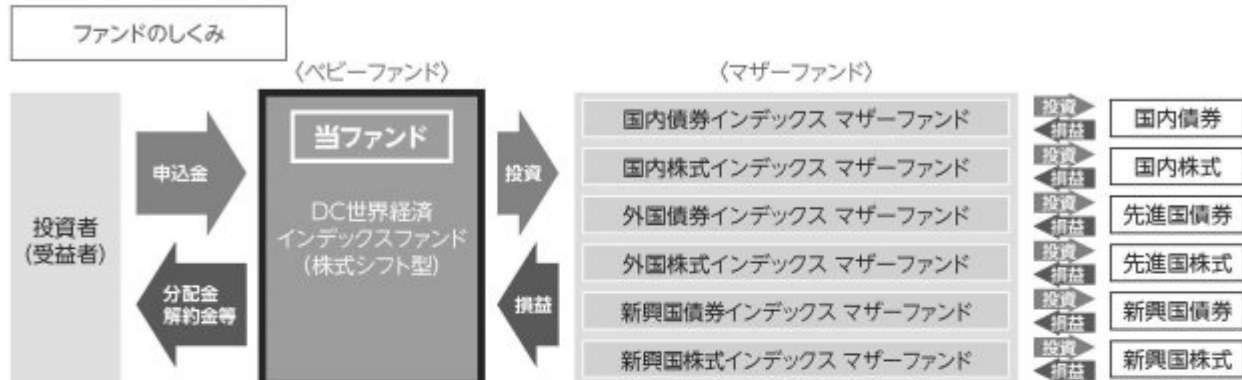 ファンドのしくみ
〈ベビーファンド〉
〈マザーファンド〉
投資者
(受益者)
申込金
分配金
解約金等
当ファンド
DC世界経済
インデックスファンド
(株式シフト型)
投資
損益
国内債券インデックス マザーファンド
投資
損益
国内債券
国内株式インデックス マザーファンド
投資
損益
国内株式
外国債券インデックス マザーファンド
投資
損益
先進国債券
外国株式インデックス マザーファンド
投資
損益
先進国株式
新興国債券インデックス マザーファンド
投資
損益
新興国債券
新興国株式インデックス マザーファンド
投資
損益
新興国株式